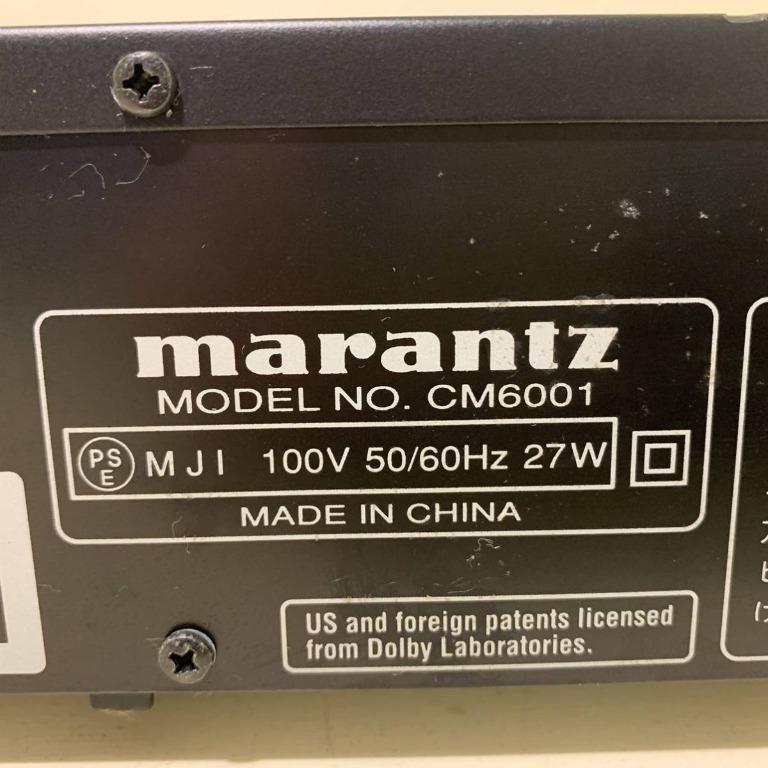 marantz
MODEL NO. CM6001
PS
E
MJI 100V 50/60Hz 27W
MADE IN CHINA
US and foreign patents licensed
from Dolby Laboratories.